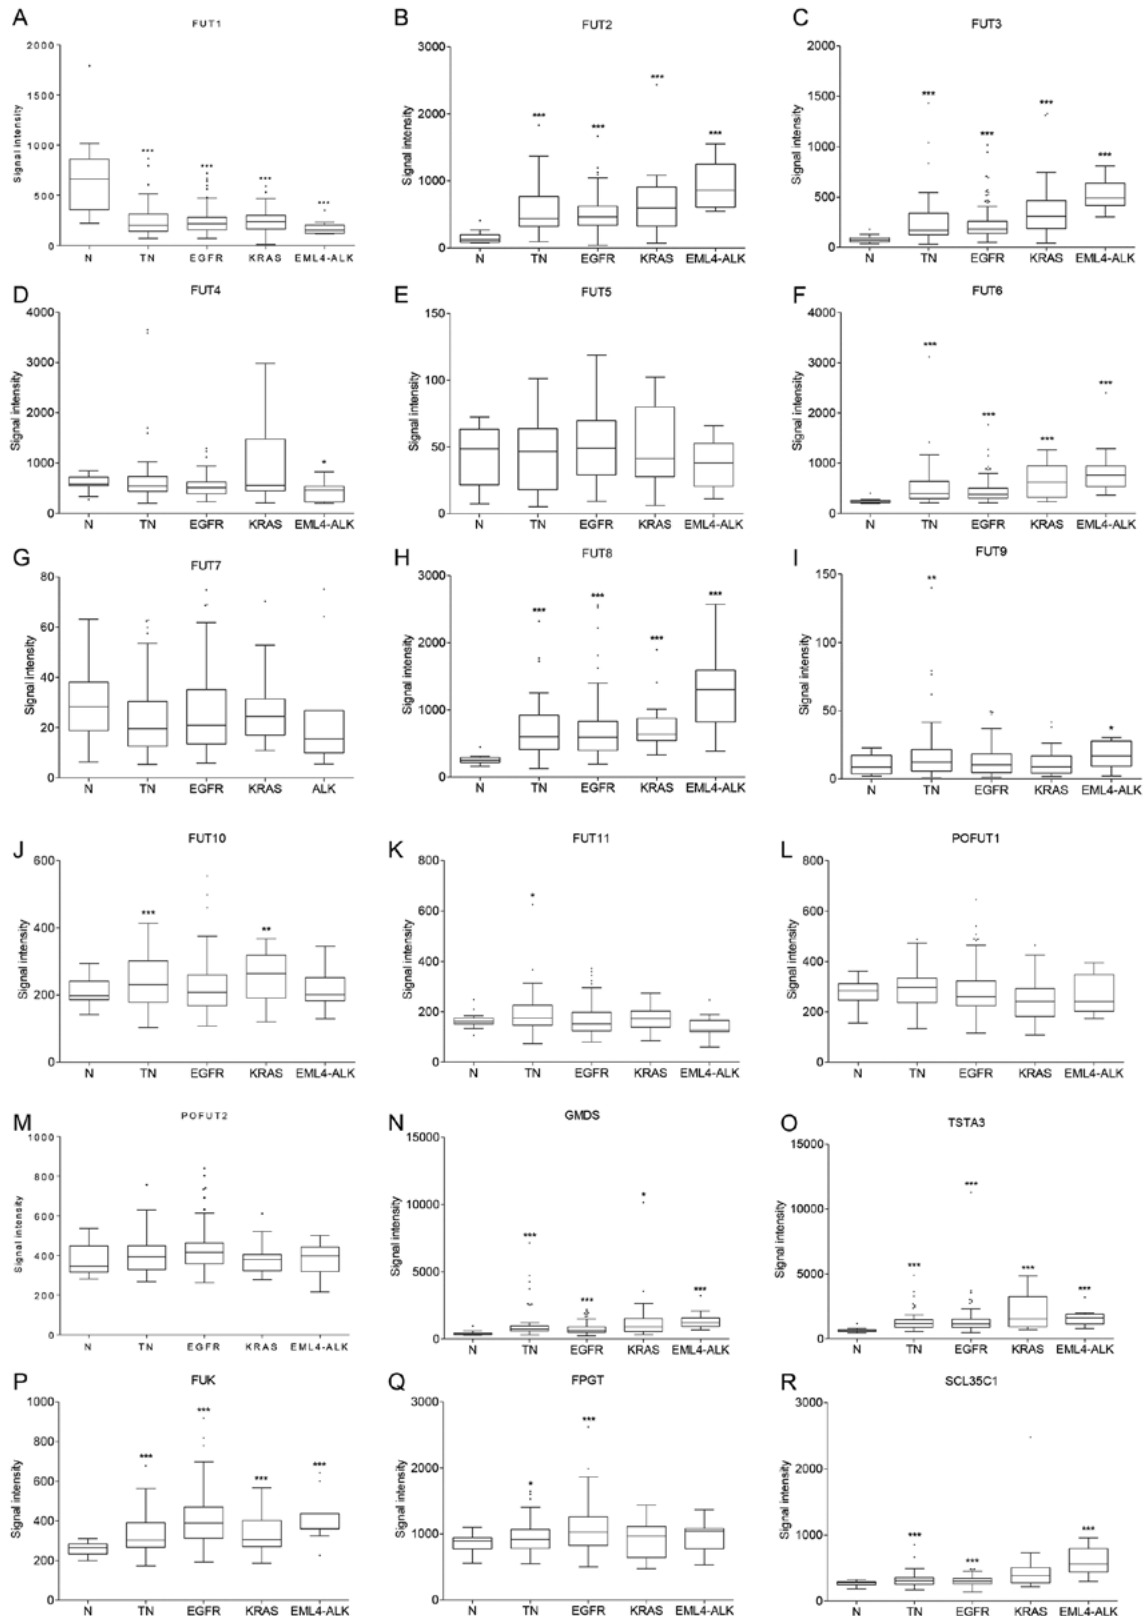 A FUT1
Signal intensity
2000
1500
1000
500
0
N TN EGFR KRAS EML4-ALK
*** *** *** ***
B FUT2
Signal intensity
3000
2000
1000
0
N TN EGFR KRAS EML4-ALK
*** *** *** ***
C FUT3
Signal intensity
2000
1500
1000
500
0
N TN EGFR KRAS EML4-ALK
*** *** *** ***
D FUT4
Signal intensity
4000
3000
2000
1000
0
N TN EGFR KRAS EML4-ALK
*
E FUT5
Signal intensity
150
100
50
0
N TN EGFR KRAS EML4-ALK
F FUT6
Signal intensity
4000
3000
2000
1000
0
N TN EGFR KRAS EML4-ALK
*** *** *** ***
G FUT7
Signal intensity
80
60
40
20
0
N TN EGFR KRAS ALK
H FUT8
Signal intensity
3000
2000
1000
0
N TN EGFR KRAS EML4-ALK
*** *** *** ***
I FUT9
Signal intensity
150
100
50
0
N TN EGFR KRAS EML4-ALK
** *
J FUT10
Signal intensity
600
400
200
0
N TN EGFR KRAS EML4-ALK
*** **
K FUT11
Signal intensity
800
600
400
200
0
N TN EGFR KRAS EML4-ALK
*
L POFUT1
Signal intensity
800
600
400
200
0
N TN EGFR KRAS EML4-ALK
M POFUT2
Signal intensity
1000
800
600
400
200
0
N TN EGFR KRAS EML4-ALK
N GMDS
Signal intensity
15000
10000
5000
0
N TN EGFR KRAS EML4-ALK
*** *** * ***
O TSTA3
Signal intensity
15000
10000
5000
0
N TN EGFR KRAS EML4-ALK
*** *** *** ***
P FUK
Signal intensity
1000
800
600
400
200
0
N TN EGFR KRAS EML4-ALK
*** *** *** ***
Q FPGT
Signal intensity
3000
2000
1000
0
N TN EGFR KRAS EML4-ALK
* ***
R SCL35C1
Signal intensity
3000
2000
1000
0
N TN EGFR KRAS EML4-ALK
*** *** ***